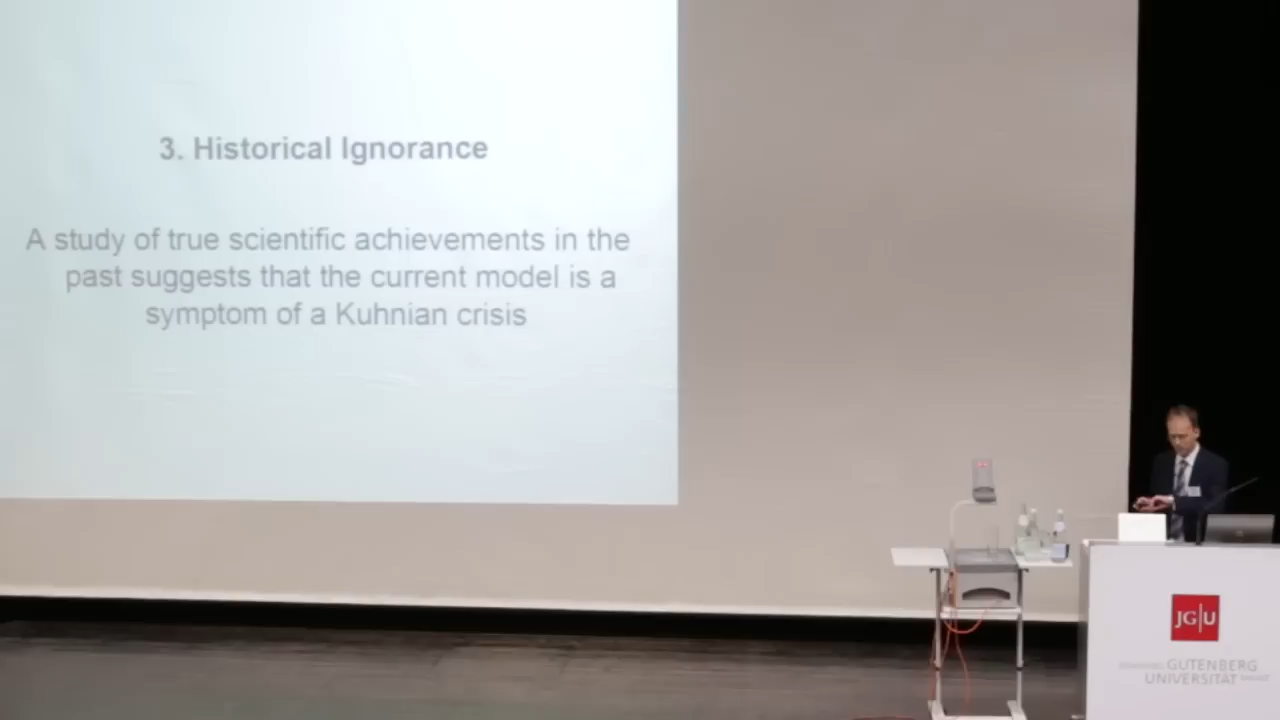 3. Historical Ignorance
A study of true scientific achievements in the
past suggests that the current model is a
symptom of a Kuhnian crisis
JG|U
GUTENBERG
UNIVERSITÄT